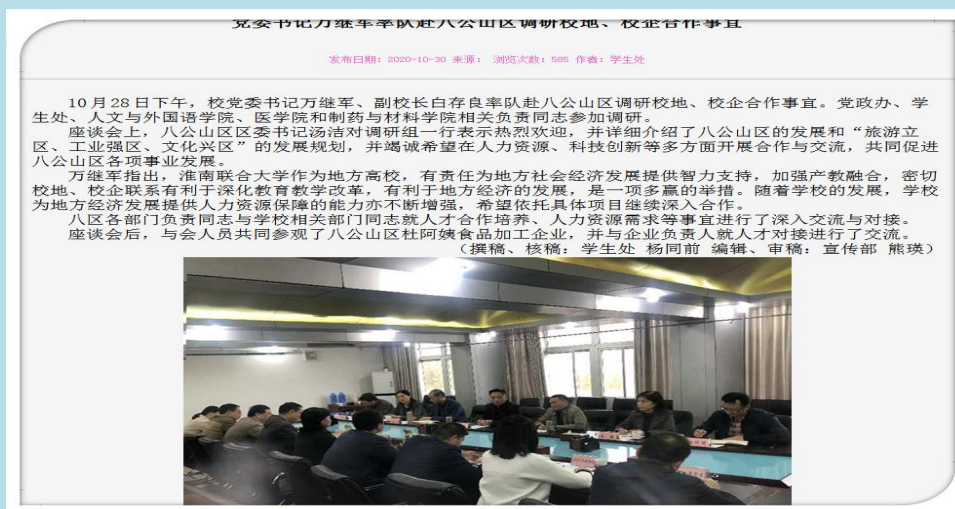 党委书记万继军率队赴八公山区调研校地、校企合作事宜
发布日期：2020-10-30 来源： 浏览次数：585 作者：学生处
10月28日下午，校党委书记万继军、副校长白存良率队赴八公山区调研校地、校企合作事宜。党政办、学
生处、人文与外国语学院、医学院和制药与材料学院相关负责同志参加调研。
座谈会上，八公山区区委书记汤洁对调研组一行表示热烈欢迎，并详细介绍了八公山区的发展和“旅游立
区、工业强区、文化兴区”的发展规划，并竭诚希望在人力资源、科技创新等多方面开展合作与交流，共同促进
八公山区各项事业发展。
万继军指出，淮南联合大学作为地方高校，有责任为地方社会经济发展提供智力支持，加强产教融合，密切
校地、校企联系有利于深化教育教学改革，有利于地方经济的发展，是一项多赢的举措。随着学校的发展，学校
为地方经济发展提供人力资源保障的能力亦不断增强，希望依托具体项目继续深入合作。
八区各部门负责同志与学校相关部门同志就人才合作培养、人力资源需求等事宜进行了深入交流与对接。
座谈会后，与会人员共同参观了八公山区杜阿姨食品加工企业，并与企业负责人就人才对接进行了交流。
（撰稿、核稿：学生处 杨同前 编辑、审稿：宣传部 熊瑛）